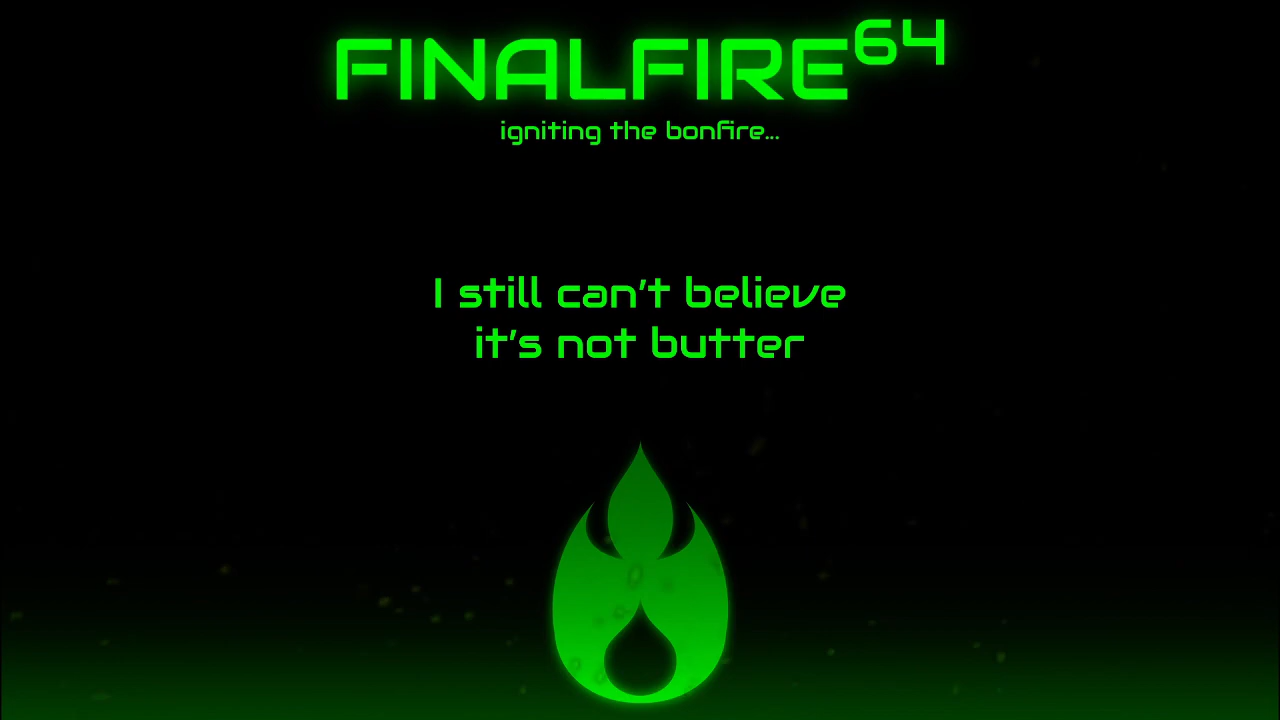 FINALFIRE64
igniting the bonfire...
I still can't believe
it's not butter